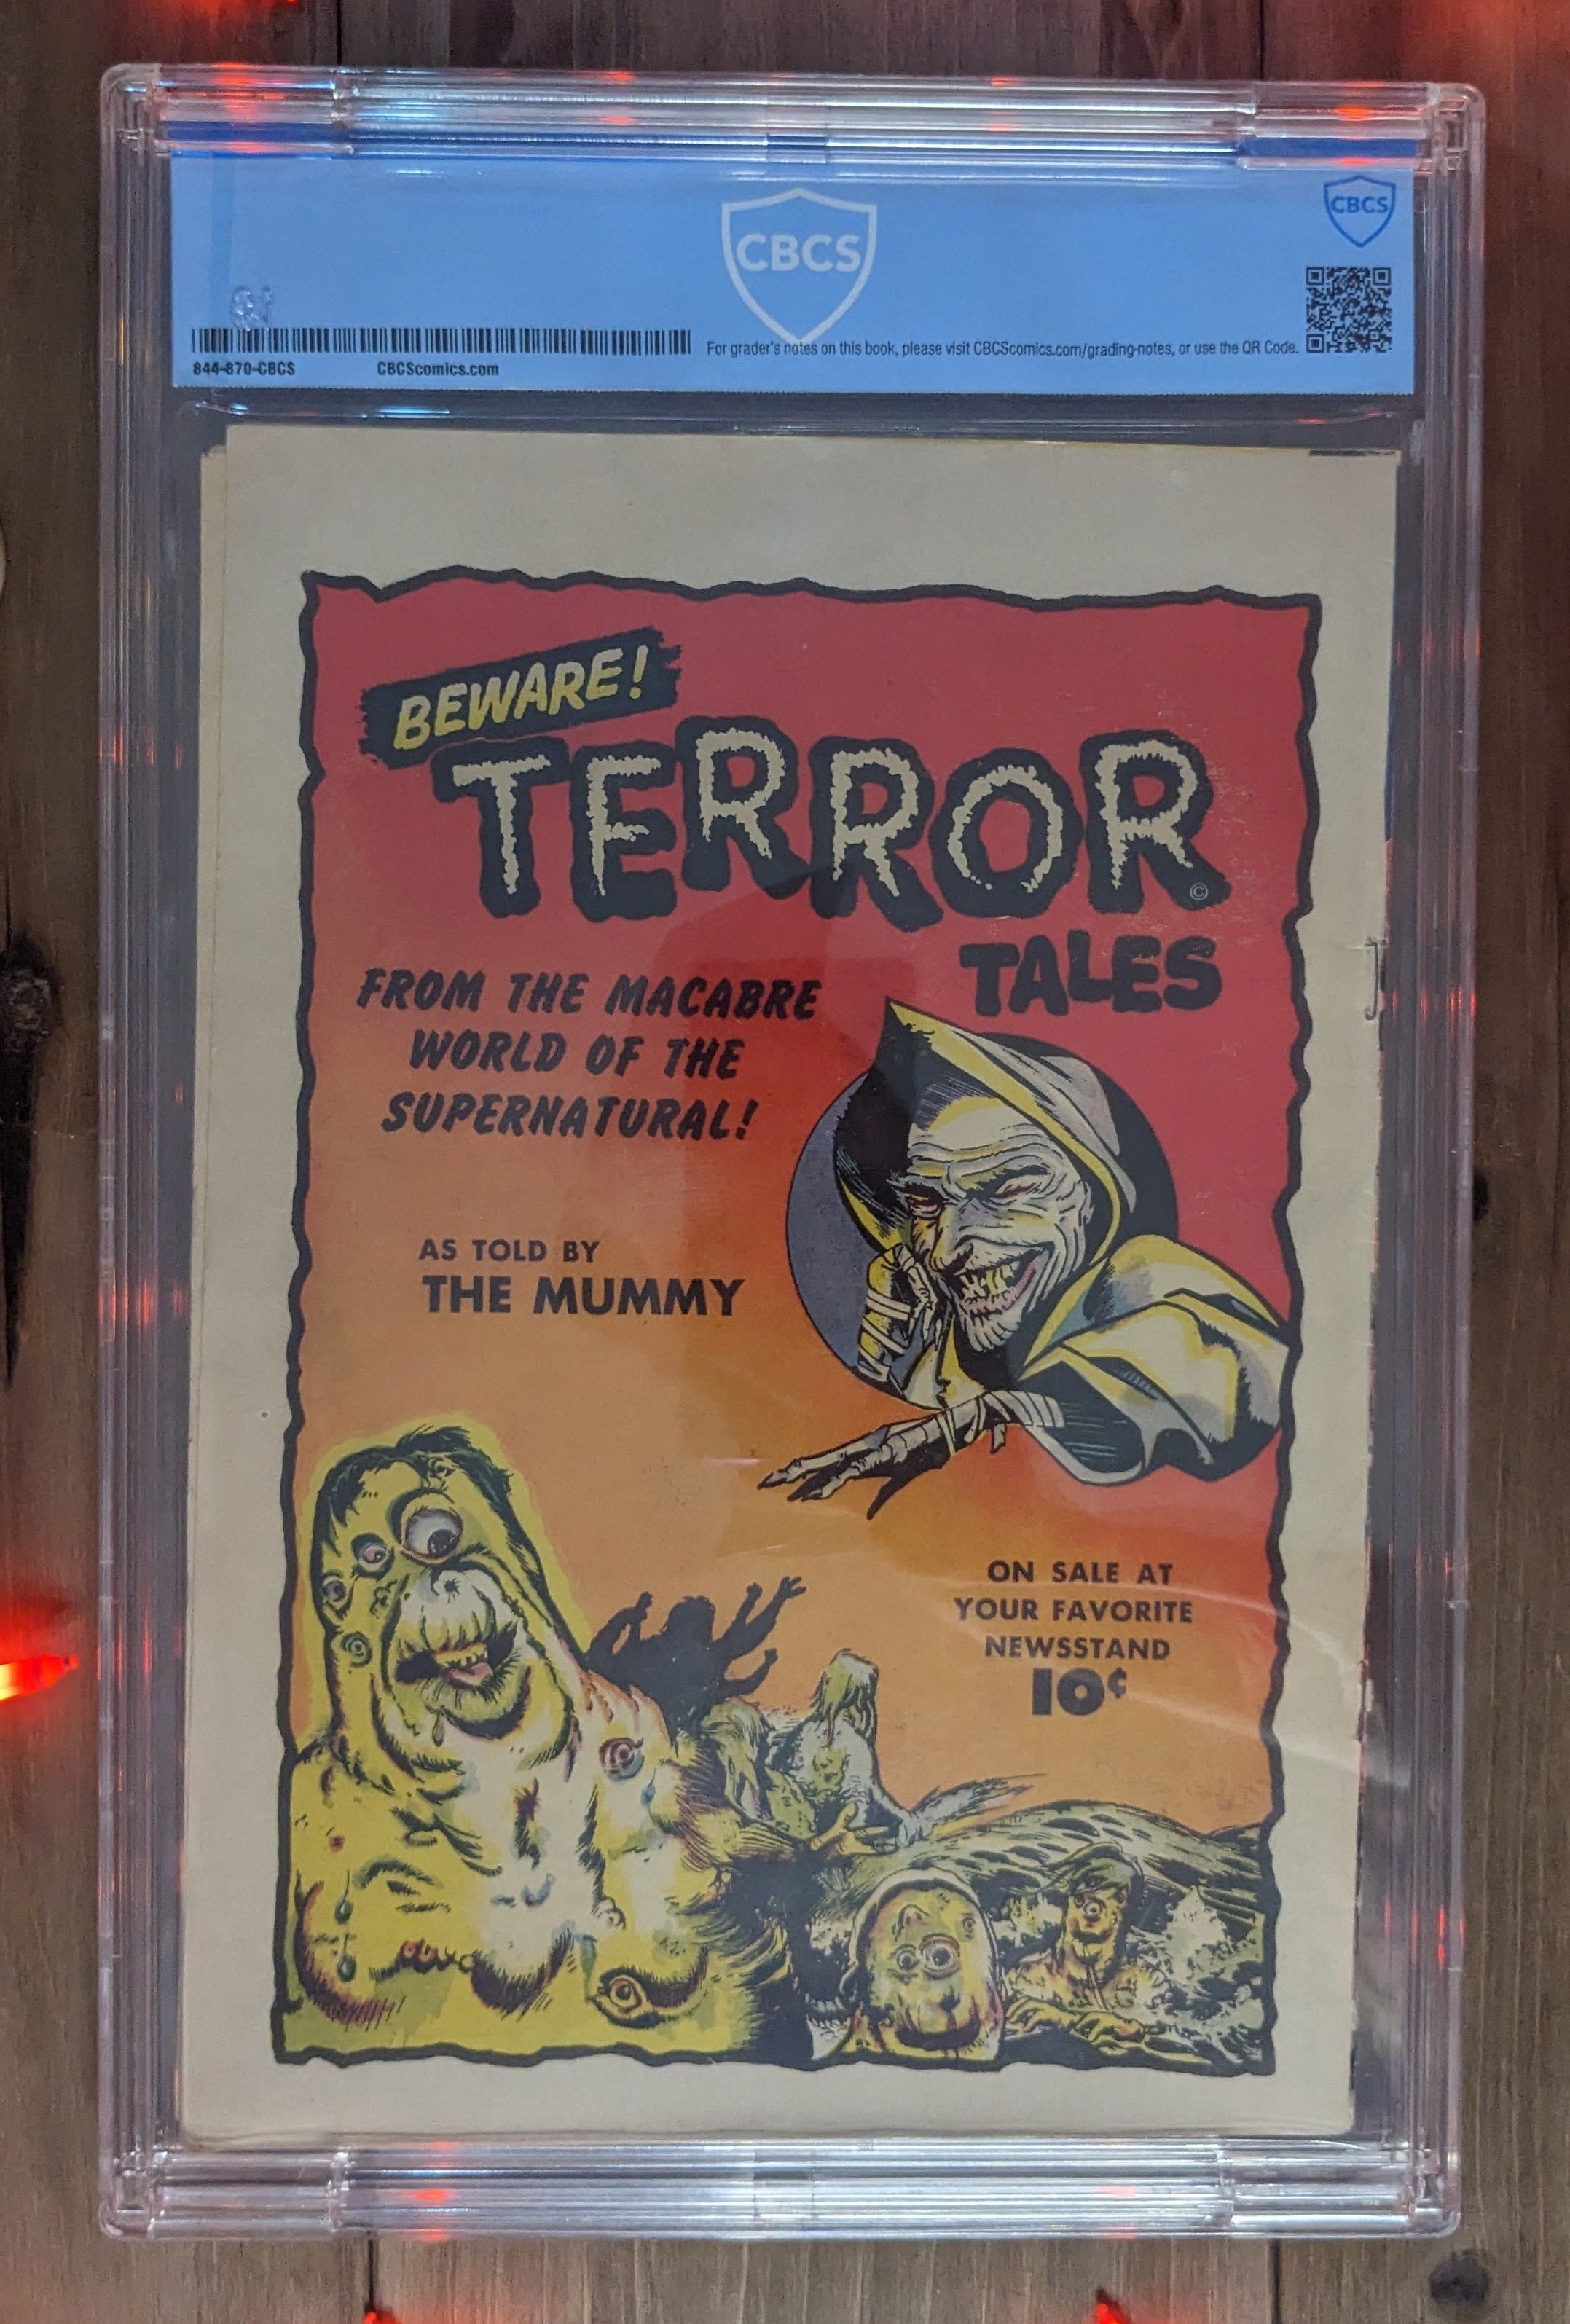 CBCS
CBCS
For grader's notes on this book, please visit CBCScomics.com/grading-notes, or use the QR Code.
844-870-CBCS CBCScomics.com
BEWARE!
TERROR
©
TALES
FROM THE MACABRE
WORLD OF THE
SUPERNATURAL!
AS TOLD BY
THE MUMMY
ON SALE AT
YOUR FAVORITE
NEWSSTAND
10¢